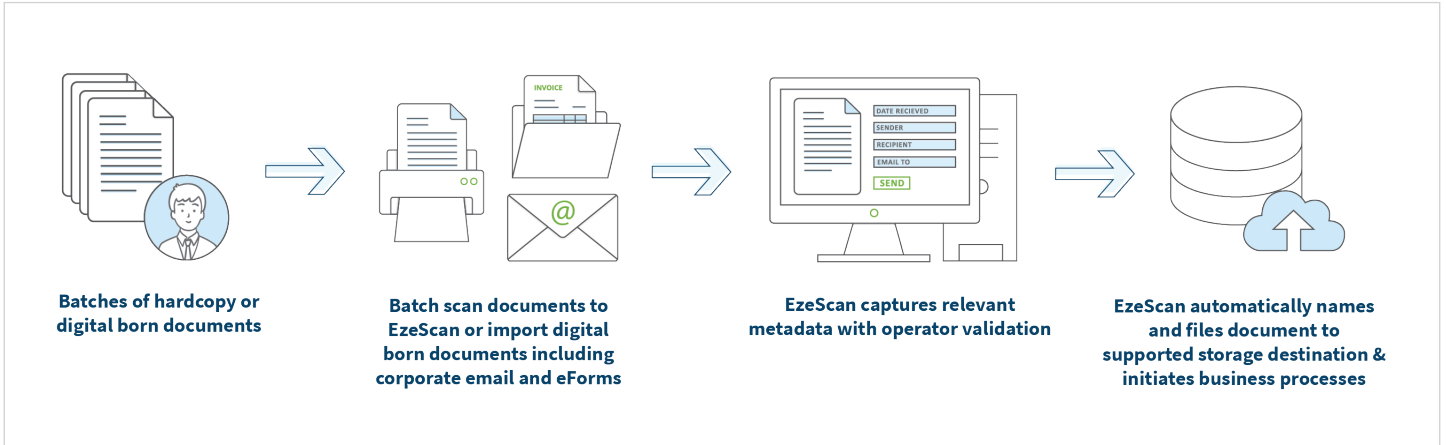 INVOICE
@
DATE RECIEVED
SENDER
RECIPIENT
EMAIL TO
SEND
Batches of hardcopy or
digital born documents
Batch scan documents to
EzeScan or import digital
born documents including
corporate email and eForms
EzeScan captures relevant
metadata with operator validation
EzeScan automatically names
and files document to
supported storage destination &
initiates business processes